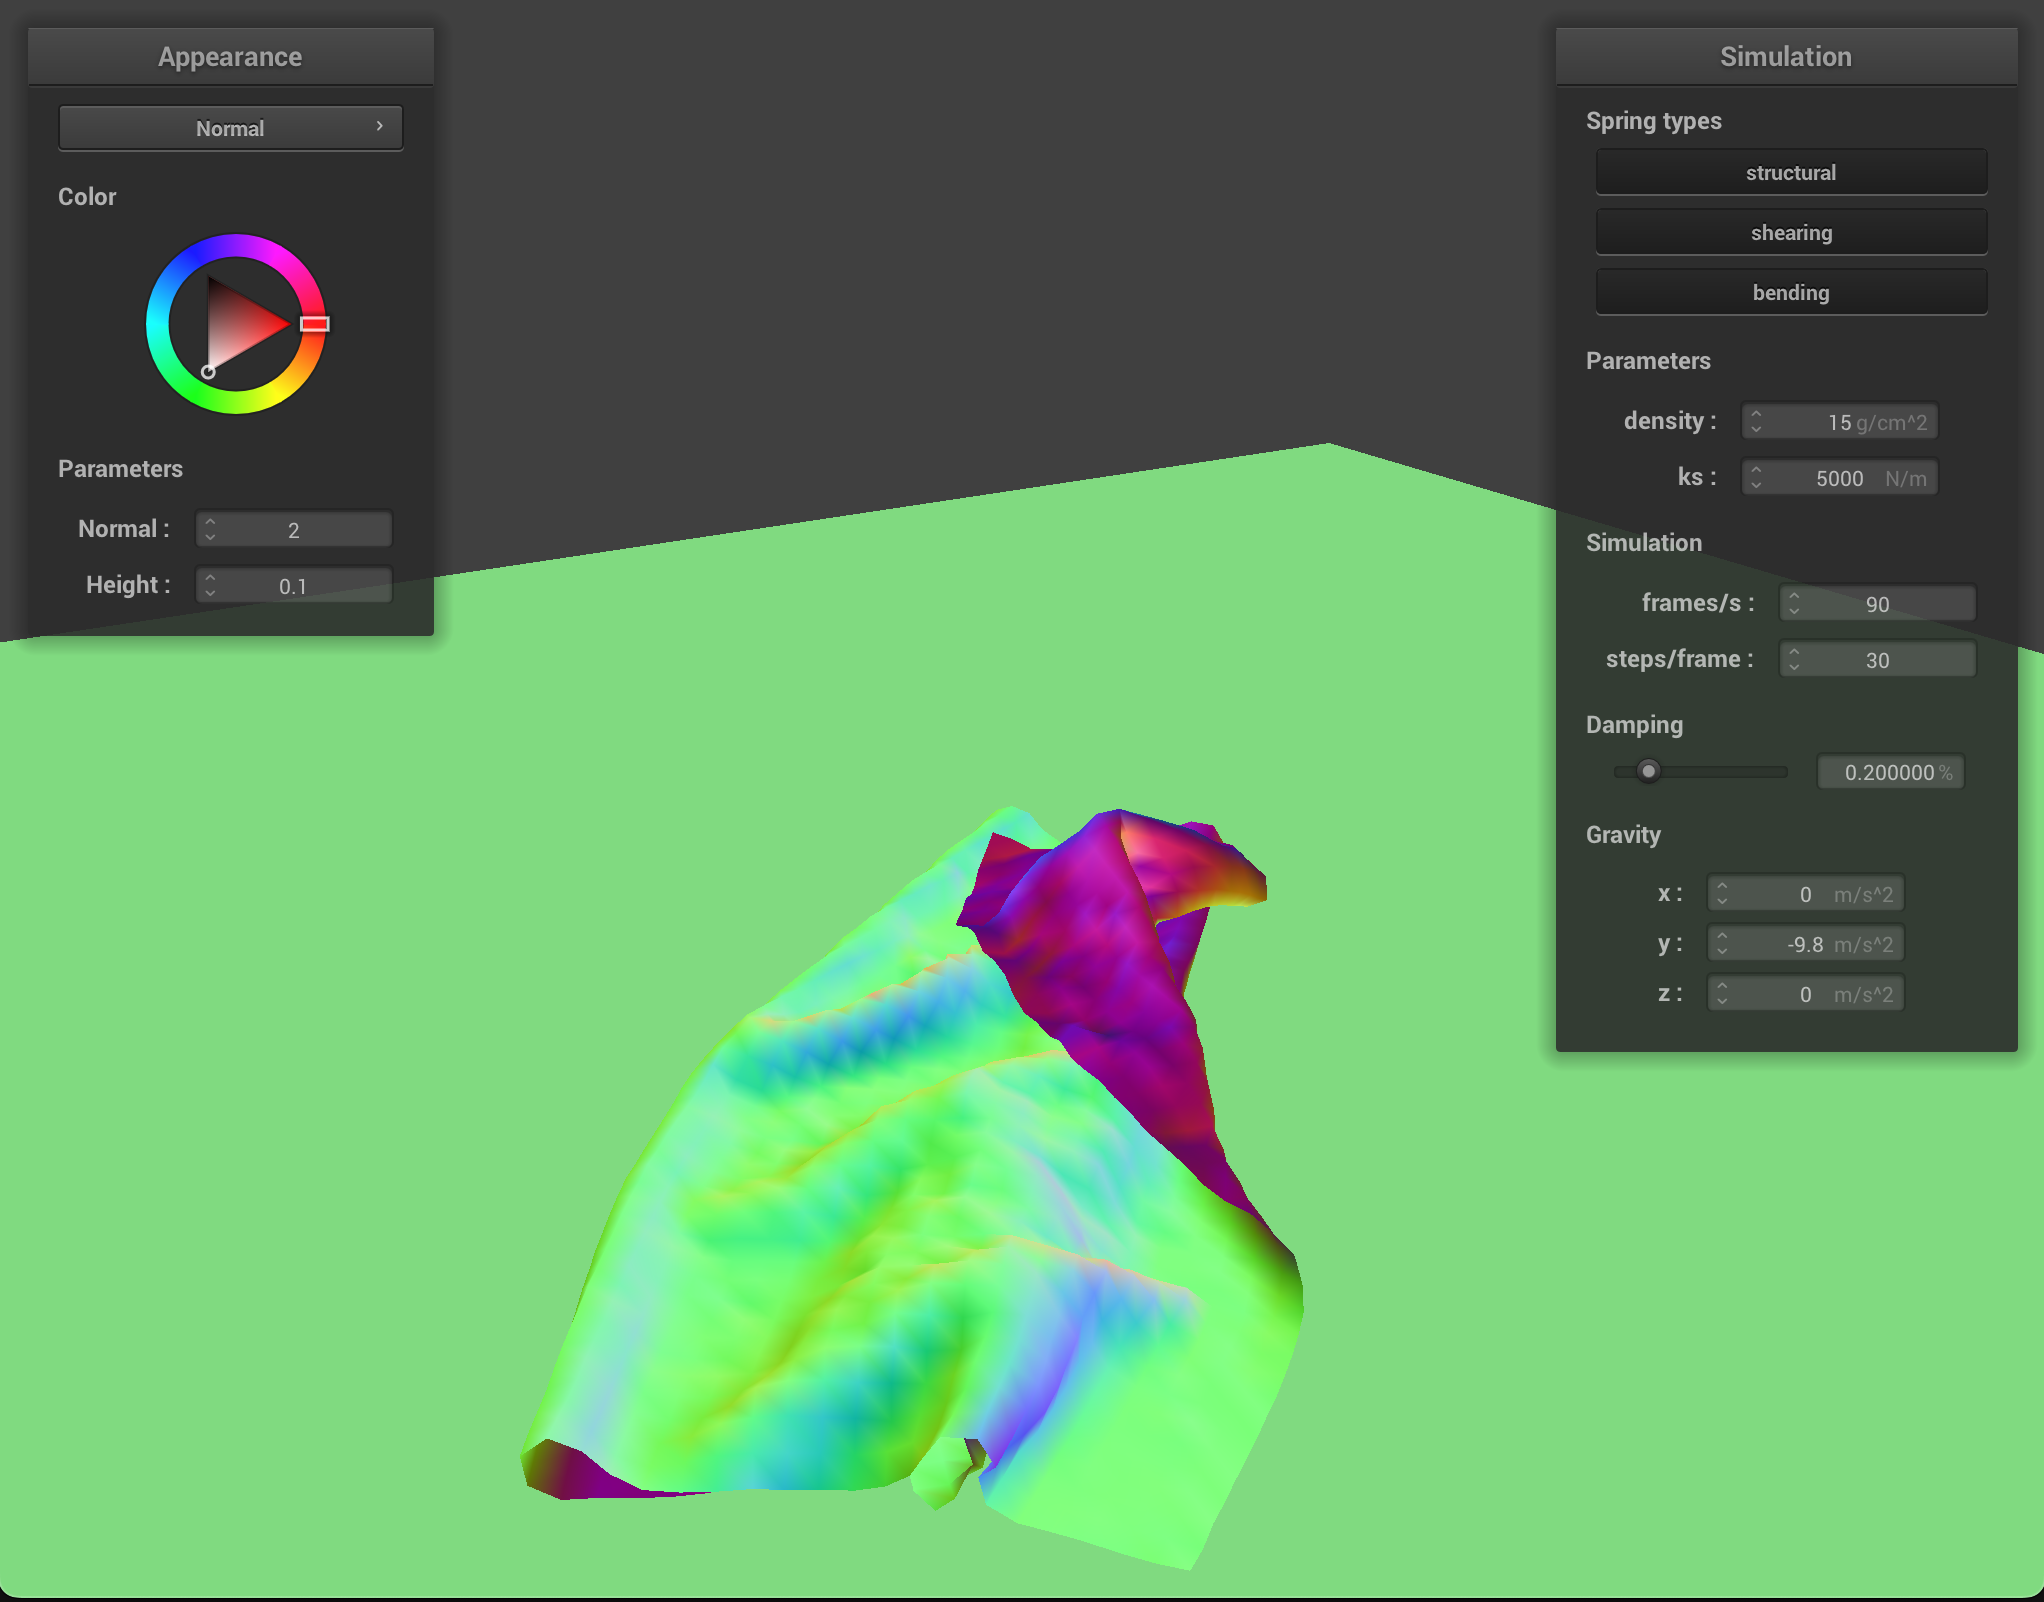 Appearance
Normal
Color
Parameters
Normal : 2
Height : 0.1
Simulation
Spring types
structural
shearing
bending
Parameters
density : 15 g/cm^2
ks : 5000 N/m
Simulation
frames/s : 90
steps/frame : 30
Damping
0.200000 %
Gravity
x : 0 m/s^2
y : -9.8 m/s^2
z : 0 m/s^2